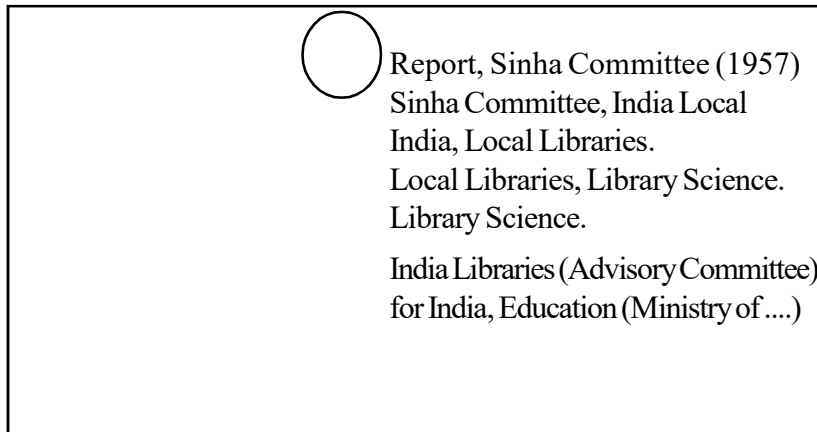 Report, Sinha Committee (1957)
Sinha Committee, India Local
India, Local Libraries.
Local Libraries, Library Science.
Library Science.
India Libraries (Advisory Committee)
for India, Education (Ministry of ....)